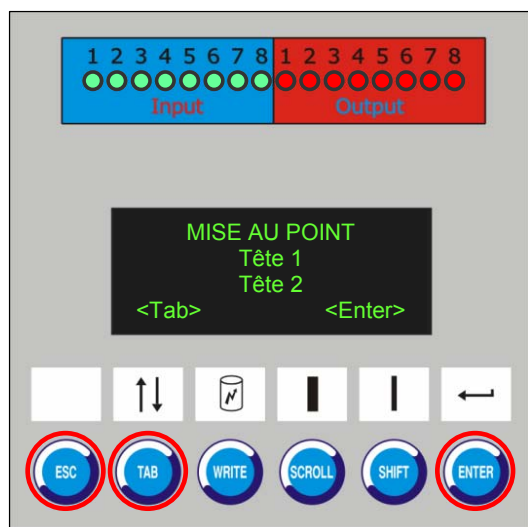 1 2 3 4 5 6 7 8 1 2 3 4 5 6 7 8
Input Output
MISE AU POINT
Tête 1
Tête 2
<Tab> <Enter>
ESC TAB WRITE SCROLL SHIFT ENTER